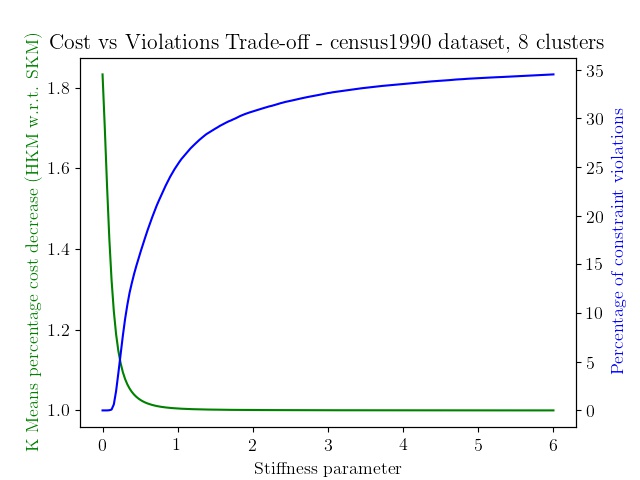 Cost vs Violations Trade-off - census1990 dataset, 8 clusters
K Means percentage cost decrease (HKM w.r.t. SKM)
1.8
1.6
1.4
1.2
1.0
35
30
25
20
15
10
5
0
Percentage of constraint violations
0 1 2 3 4 5 6
Stiffness parameter